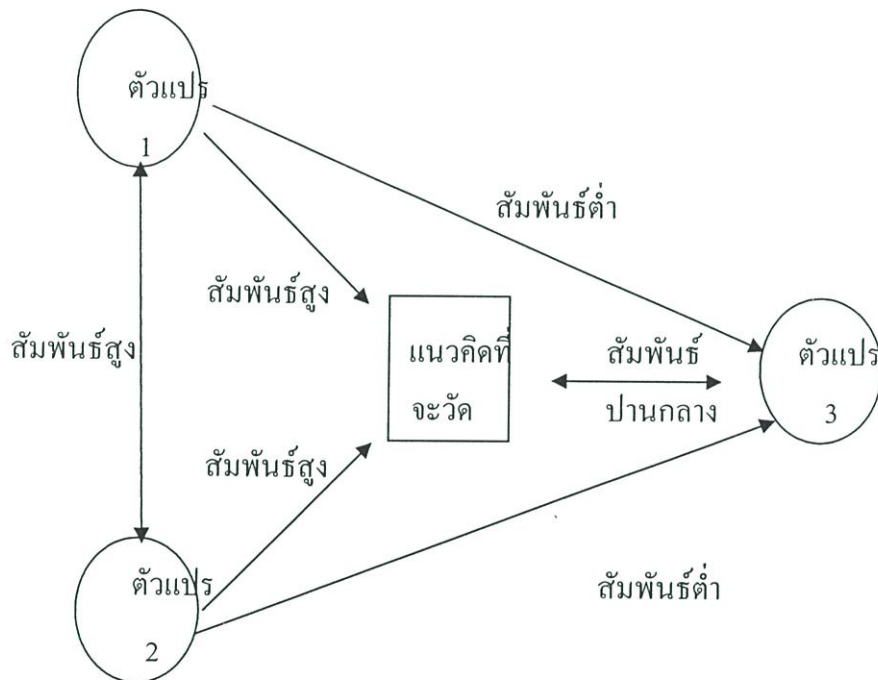 ตัวแปร
1
สัมพันธ์ต่ำ
สัมพันธ์สูง
สัมพันธ์สูง
แนวคิดที่
จะวัด
สัมพันธ์
ปานกลาง
ตัวแปร
3
สัมพันธ์สูง
ตัวแปร
2
สัมพันธ์ต่ำ